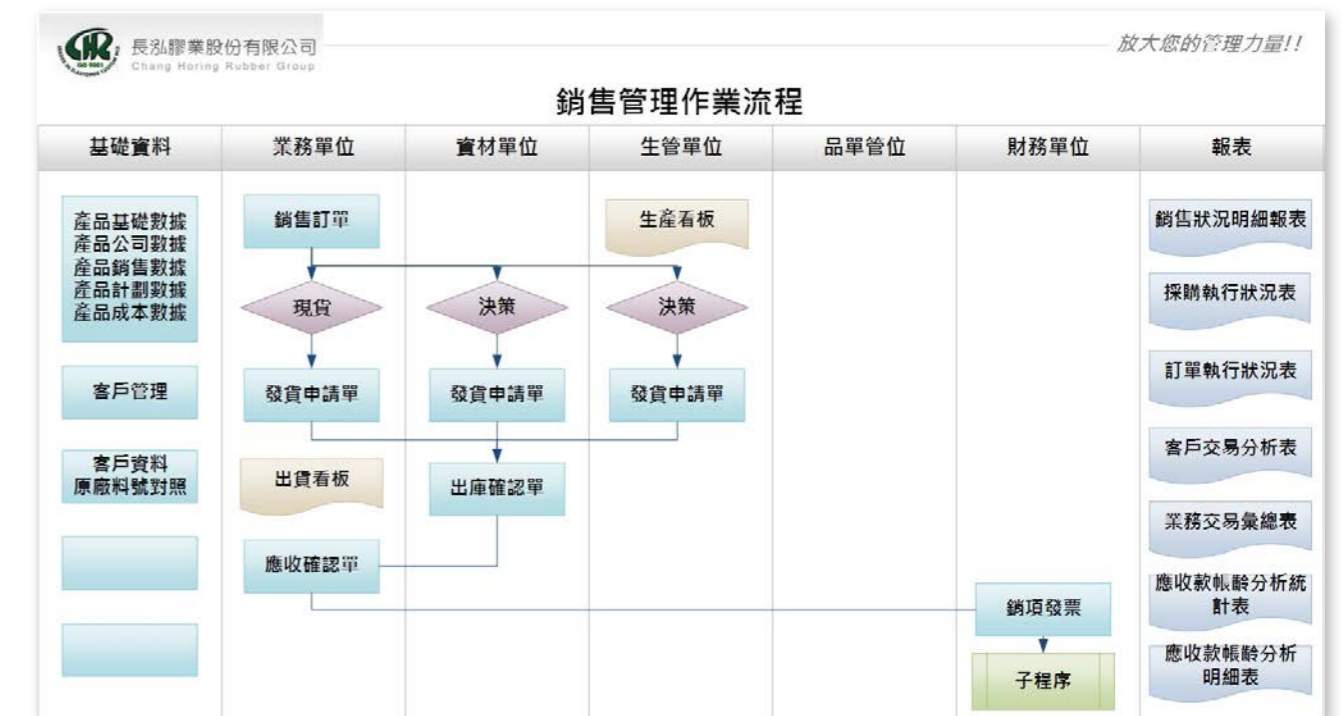 CHR
ISO 9001
長泓膠業股份有限公司
Chang Horing Rubber Group
放大您的管理力量!!
銷售管理作業流程
基礎資料
業務單位
資材單位
生管單位
品單管位
財務單位
報表
產品基礎數據
產品公司數據
產品銷售數據
產品計劃數據
產品成本數據
客戶管理
客戶資料
原廠料號對照
銷售訂單
現貨
發貨申請單
出貨看板
應收確認單
決策
發貨申請單
出庫確認單
生產看板
決策
發貨申請單
銷項發票
子程序
銷售狀況明細報表
採購執行狀況表
訂單執行狀況表
客戶交易分析表
業務交易彙總表
應收款帳齡分析統
計表
應收款帳齡分析
明細表